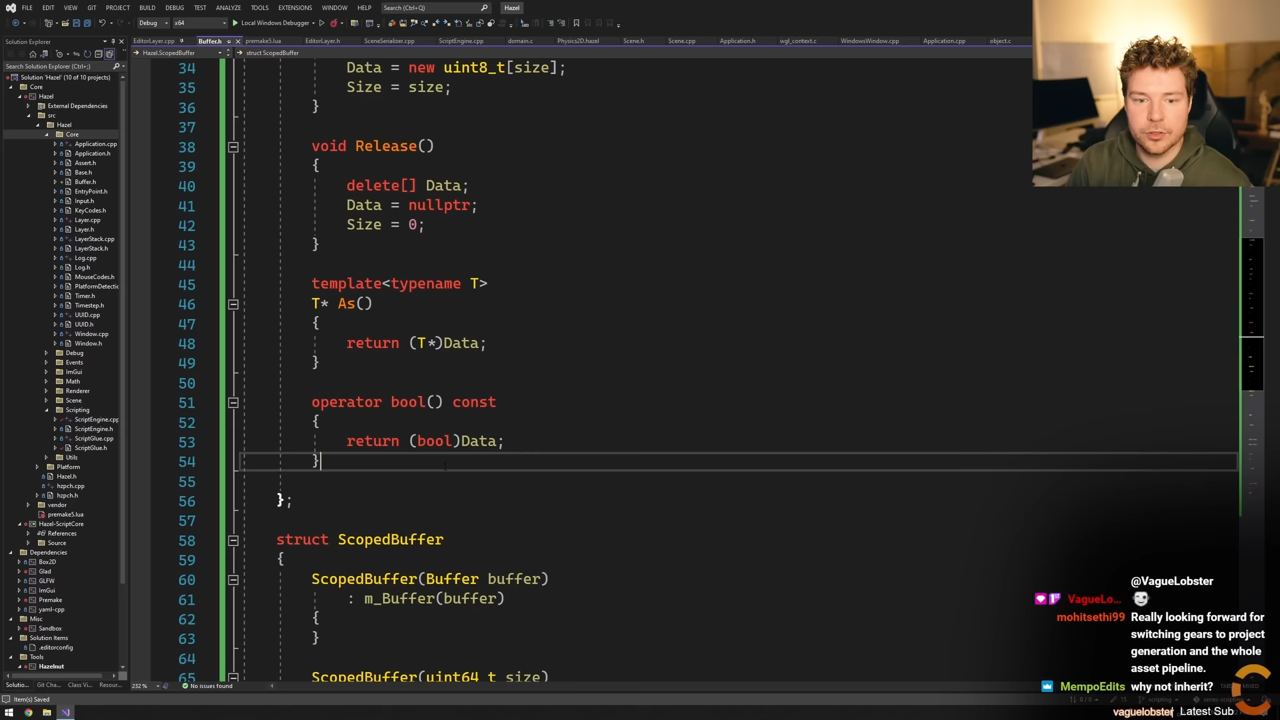 FILE EDIT VIEW GIT PROJECT BUILD DEBUG TEST ANALYZE TOOLS EXTENSIONS WINDOW HELP Search (Ctrl+;) Hazel
Debug x64 Local Windows Debugger
Solution Explorer
EditorLayer.cpp Buffer.h premake5.lua EditorLayer.h SceneSerializer.cpp ScriptEngine.cpp domain.c Physics2D.hazel Scene.h Scene.cpp Application.h wgl_context.c WindowsWindow.cpp Application.cpp object.c
Hazel.ScopedBuffer struct ScopedBuffer
Search Solution Explorer (Ctrl+;)
Solution 'Hazel' (10 of 10 projects)
Core
Hazel
External Dependencies
src
Hazel
Core
Application.cpp
Application.h
Assert.h
Base.h
Buffer.h
EntryPoint.h
Input.h
KeyCodes.h
Layer.cpp
Layer.h
LayerStack.cpp
LayerStack.h
Log.cpp
Log.h
MouseCodes.h
PlatformDetectio
Timer.h
Timestep.h
UUID.cpp
UUID.h
Window.cpp
Window.h
Debug
Events
ImGui
Math
Renderer
Scene
Scripting
ScriptEngine.cpp
ScriptEngine.h
ScriptGlue.cpp
ScriptGlue.h
Utils
Platform
Hazel.h
hzpch.cpp
hzpch.h
vendor
premake5.lua
Hazel-ScriptCore
References
Source
Dependencies
Box2D
Glad
GLFW
ImGui
Premake
yaml-cpp
Misc
Sandbox
Solution Items
.editorconfig
Tools
Hazelnut
34 Data = new uint8_t[size];
35 Size = size;
36 }
37
38 void Release()
39 {
40 delete[] Data;
41 Data = nullptr;
42 Size = 0;
43 }
44
45 template<typename T>
46 T* As()
47 {
48 return (T*)Data;
49 }
50
51 operator bool() const
52 {
53 return (bool)Data;
54 }
55
56 };
57
58 struct ScopedBuffer
59 {
60 ScopedBuffer(Buffer buffer)
61 : m_Buffer(buffer)
62 {
63 }
64
65 ScopedBuffer(uint64_t size)
@VagueLobster
VagueLo...
mohitsethi99 Really looking forward for
switching gears to project
generation and the whole
asset pipeline.
MempoEdits why not inherit?
vaguelobster Latest Sub
Solutio... Git Cha... Class Vi... Resour...
232 % No issues found
Item(s) Saved